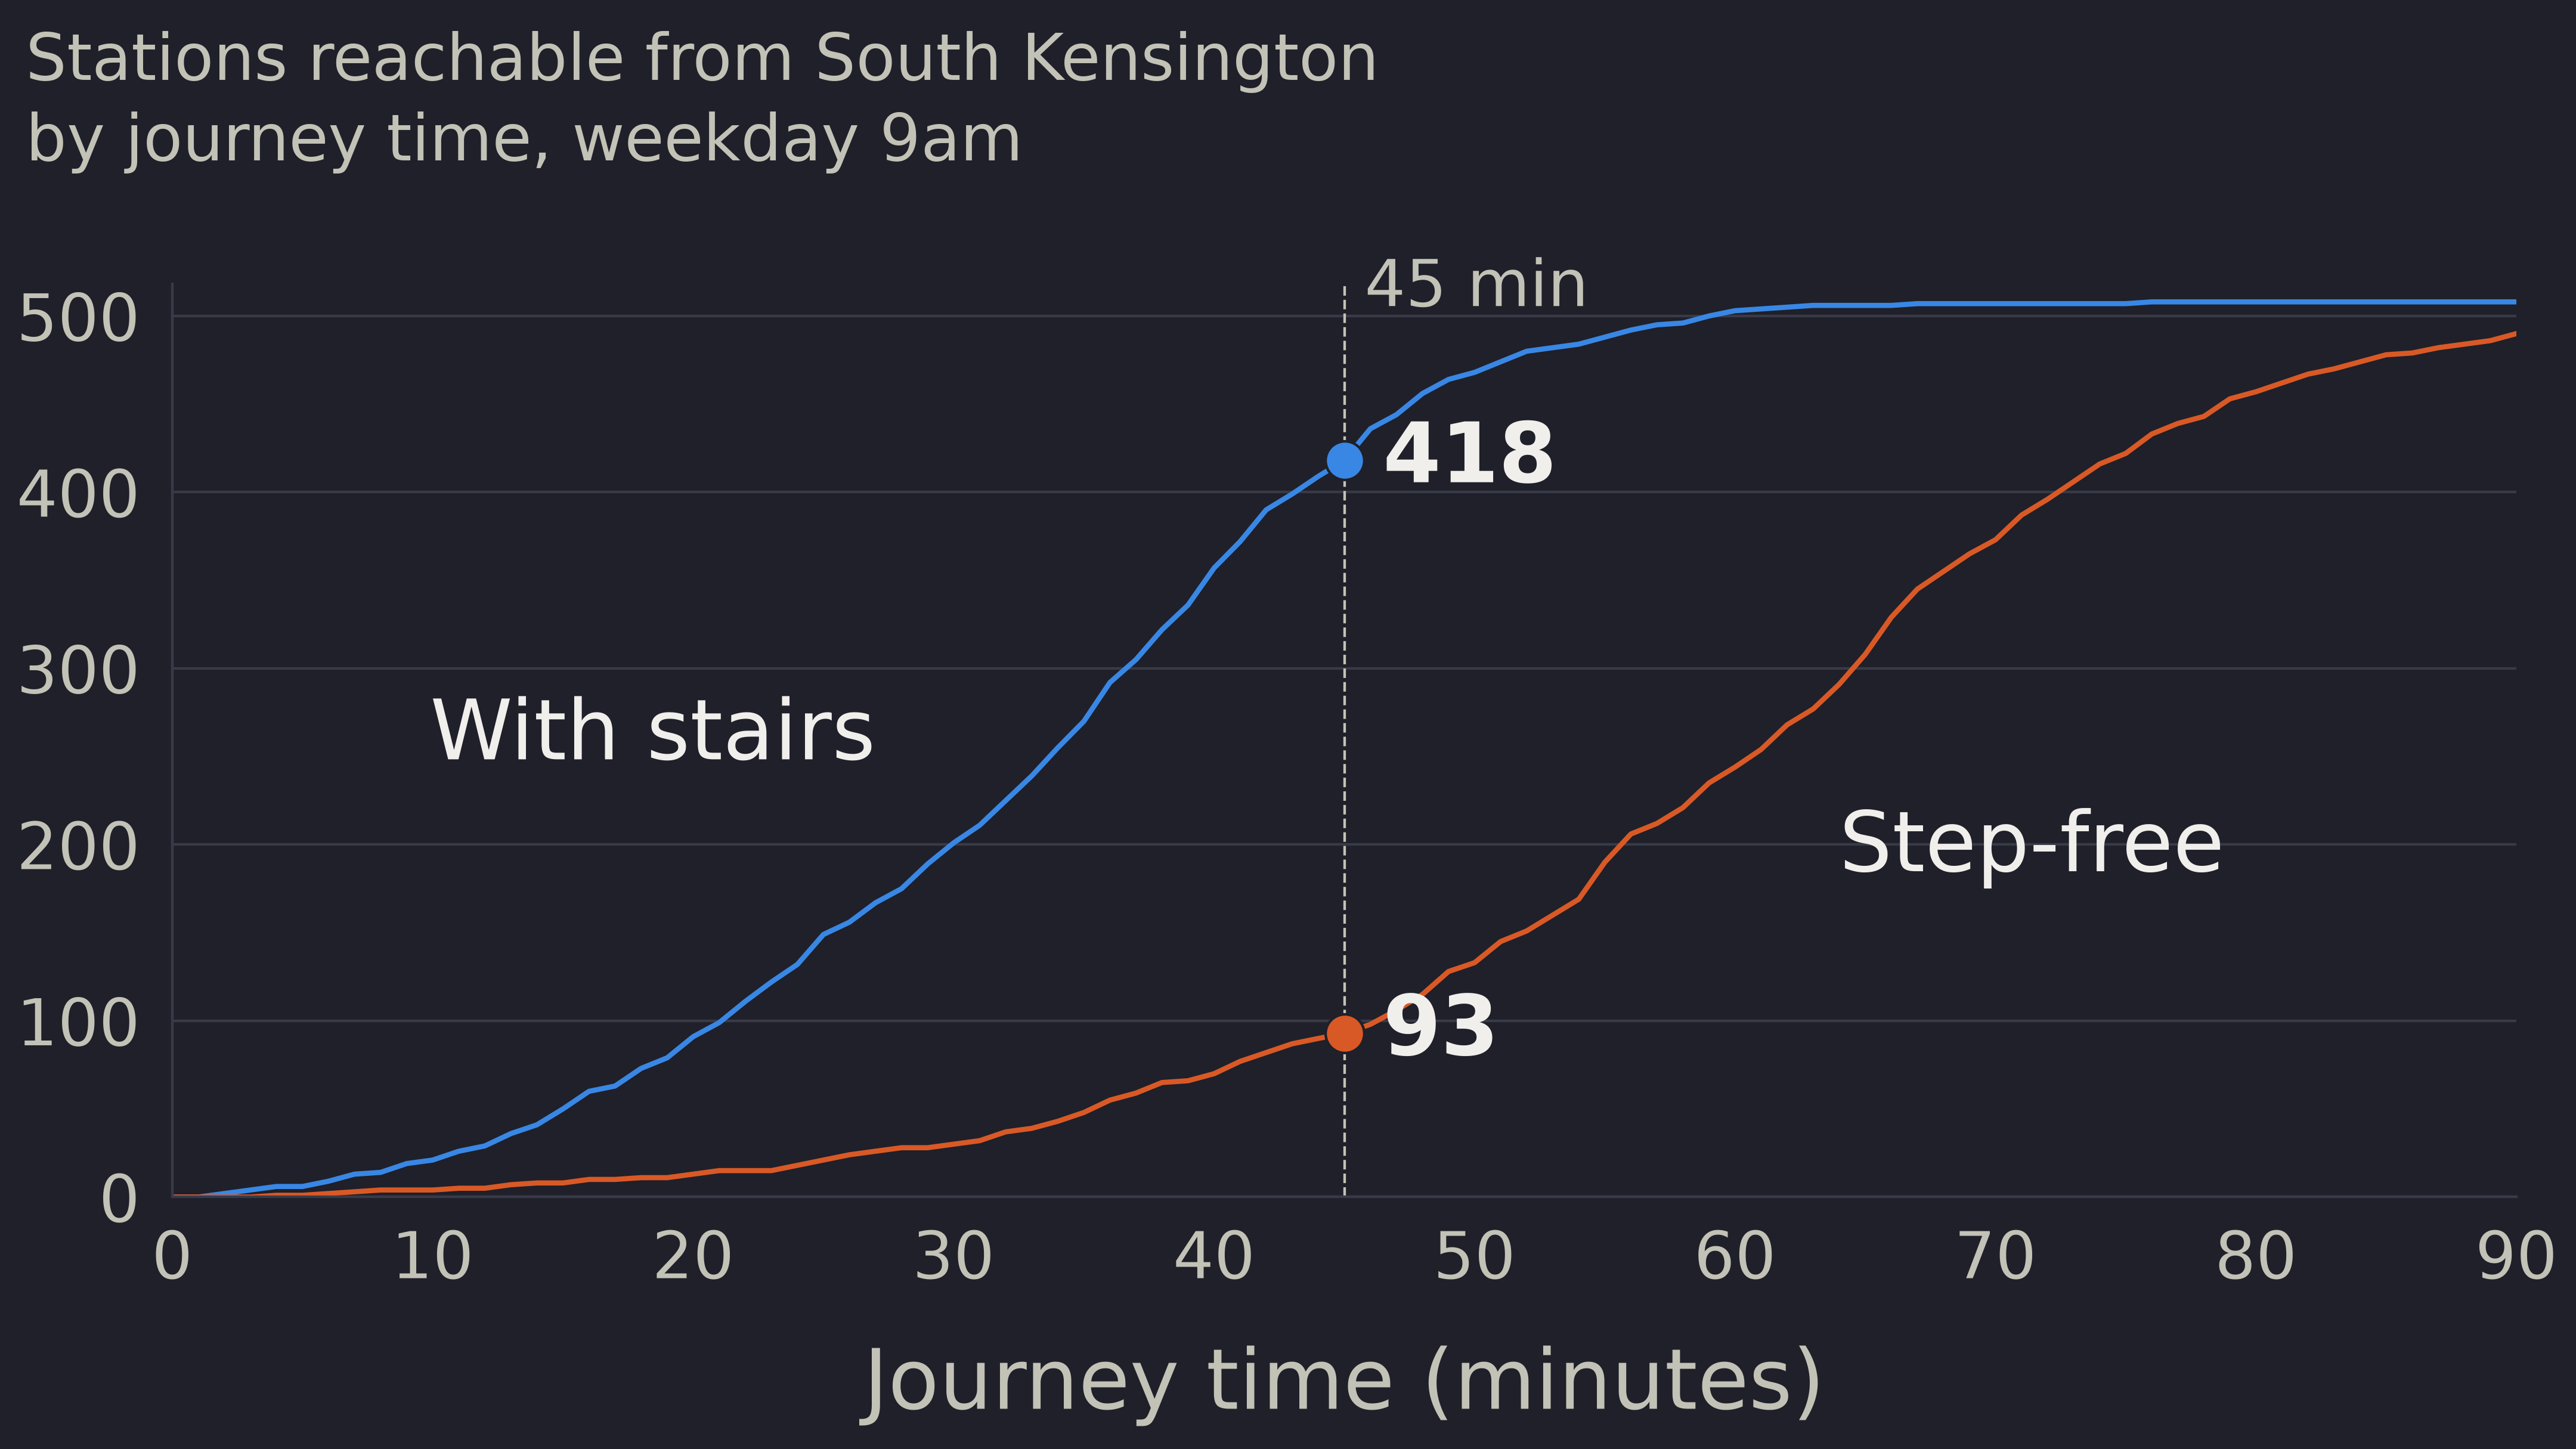 Stations reachable from South Kensington
by journey time, weekday 9am
45 min
500
418
400
300
With stairs
200
Step-free
100
93
0
0 10 20 30 40 50 60 70 80 90
Journey time (minutes)